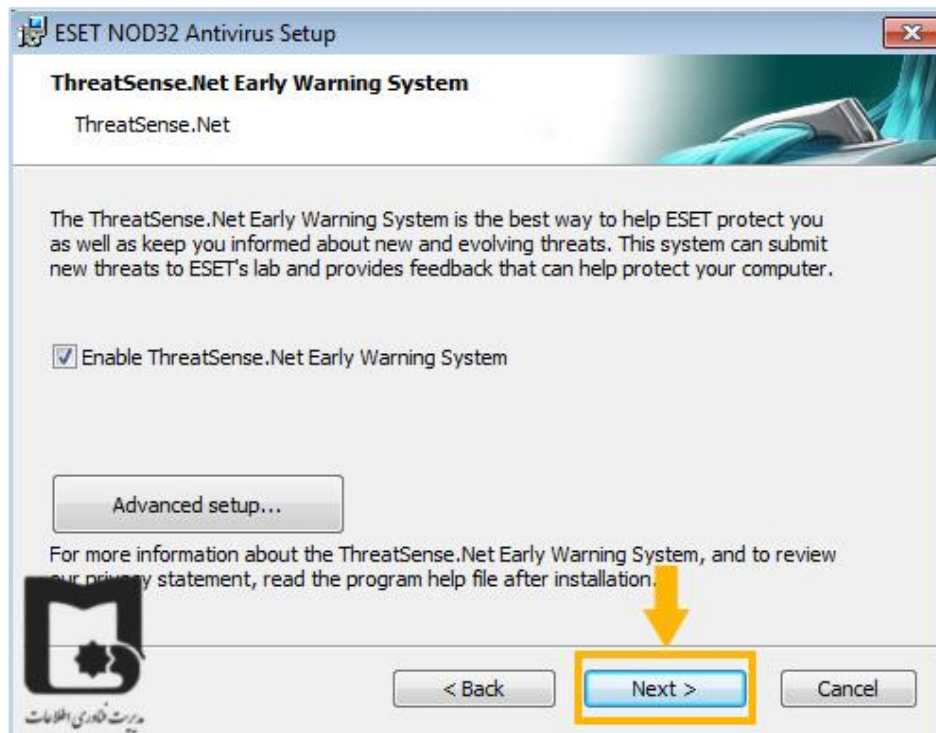 ESET NOD32 Antivirus Setup
ThreatSense.Net Early Warning System
ThreatSense.Net
The ThreatSense.Net Early Warning System is the best way to help ESET protect you
as well as keep you informed about new and evolving threats. This system can submit
new threats to ESET's lab and provides feedback that can help protect your computer.
Enable ThreatSense.Net Early Warning System
Advanced setup...
For more information about the ThreatSense.Net Early Warning System, and to review
our privacy statement, read the program help file after installation.
< Back
Next >
Cancel
مدیریت فناوری اطلاعات